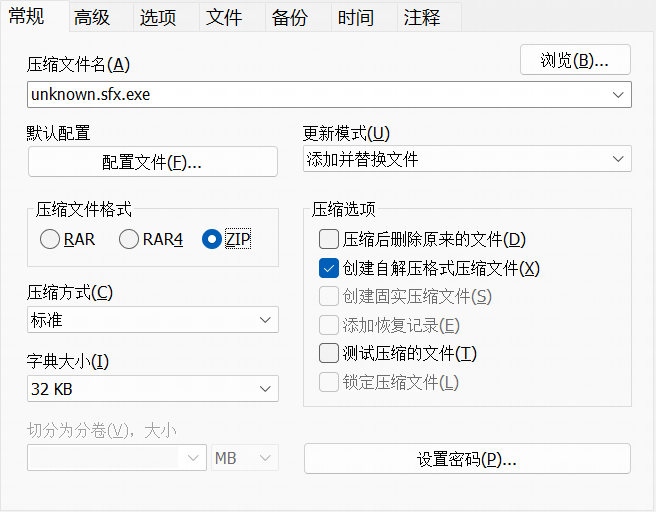 常规 高级 选项 文件 备份 时间 注释
压缩文件名(A)
浏览(B)...
unknown.sfx.exe
默认配置
配置文件(F)...
更新模式(U)
添加并替换文件
压缩文件格式
RAR RAR4 ZIP
压缩方式(C)
标准
字典大小(I)
32 KB
切分为分卷(V)，大小
MB
压缩选项
压缩后删除原来的文件(D)
创建自解压格式压缩文件(X)
创建固实压缩文件(S)
添加恢复记录(E)
测试压缩的文件(T)
锁定压缩文件(L)
设置密码(P)...